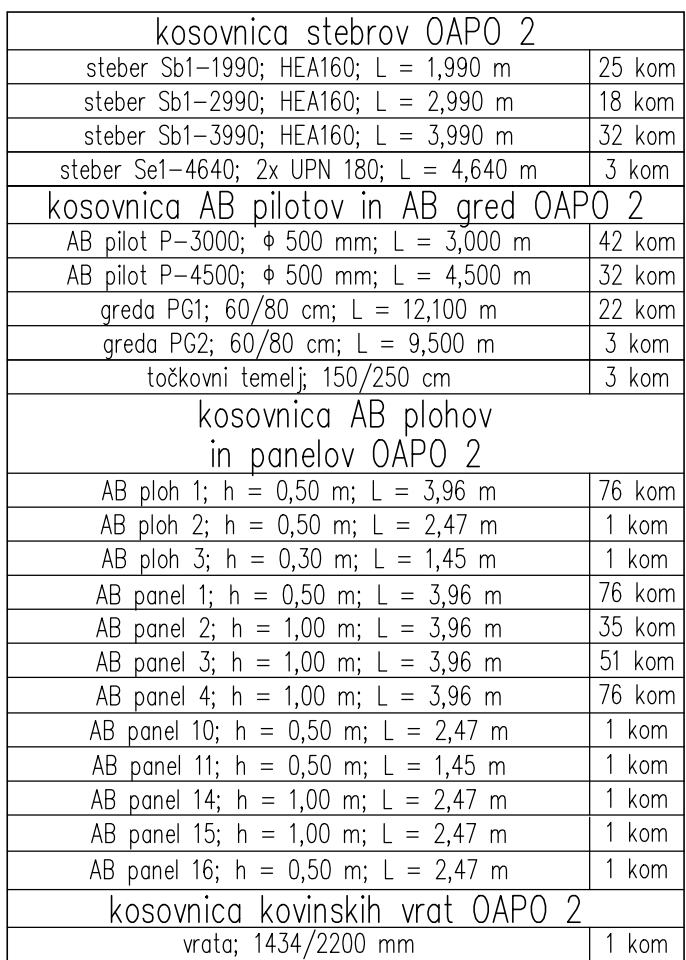 kosovnica stebrov OAPO 2
steber Sb1-1990; HEA160; L = 1,990 m 25 kom
steber Sb1-2990; HEA160; L = 2,990 m 18 kom
steber Sb1-3990; HEA160; L = 3,990 m 32 kom
steber Se1-4640; 2x UPN 180; L = 4,640 m 3 kom
kosovnica AB pilotov in AB gred OAPO 2
AB pilot P-3000; ϕ 500 mm; L = 3,000 m 42 kom
AB pilot P-4500; ϕ 500 mm; L = 4,500 m 32 kom
greda PG1; 60/80 cm; L = 12,100 m 22 kom
greda PG2; 60/80 cm; L = 9,500 m 3 kom
točkovni temelj; 150/250 cm 3 kom
kosovnica AB plohov
in panelov OAPO 2
AB ploh 1; h = 0,50 m; L = 3,96 m 76 kom
AB ploh 2; h = 0,50 m; L = 2,47 m 1 kom
AB ploh 3; h = 0,30 m; L = 1,45 m 1 kom
AB panel 1; h = 0,50 m; L = 3,96 m 76 kom
AB panel 2; h = 1,00 m; L = 3,96 m 35 kom
AB panel 3; h = 1,00 m; L = 3,96 m 51 kom
AB panel 4; h = 1,00 m; L = 3,96 m 76 kom
AB panel 10; h = 0,50 m; L = 2,47 m 1 kom
AB panel 11; h = 0,50 m; L = 1,45 m 1 kom
AB panel 14; h = 1,00 m; L = 2,47 m 1 kom
AB panel 15; h = 1,00 m; L = 2,47 m 1 kom
AB panel 16; h = 0,50 m; L = 2,47 m 1 kom
kosovnica kovinskih vrat OAPO 2
vrata; 1434/2200 mm 1 kom